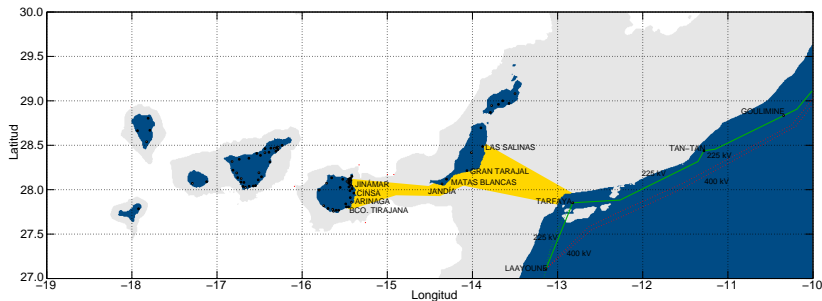 30.0
29.5
29.0
28.5
28.0
27.5
27.0
Latitud
GOULIMINE
LAS SALINAS
TAN−TAN
225 kV
GRAN TARAJAL
225 kV
400 kV
JINÁMAR
MATAS BLANCAS
CINSA
JANDÍA
ARINAGA
TARFAYA
BCO. TIRAJANA
225 kV
400 kV
LAAYOUNE
−19 −18 −17 −16 −15 −14 −13 −12 −11 −10
Longitud